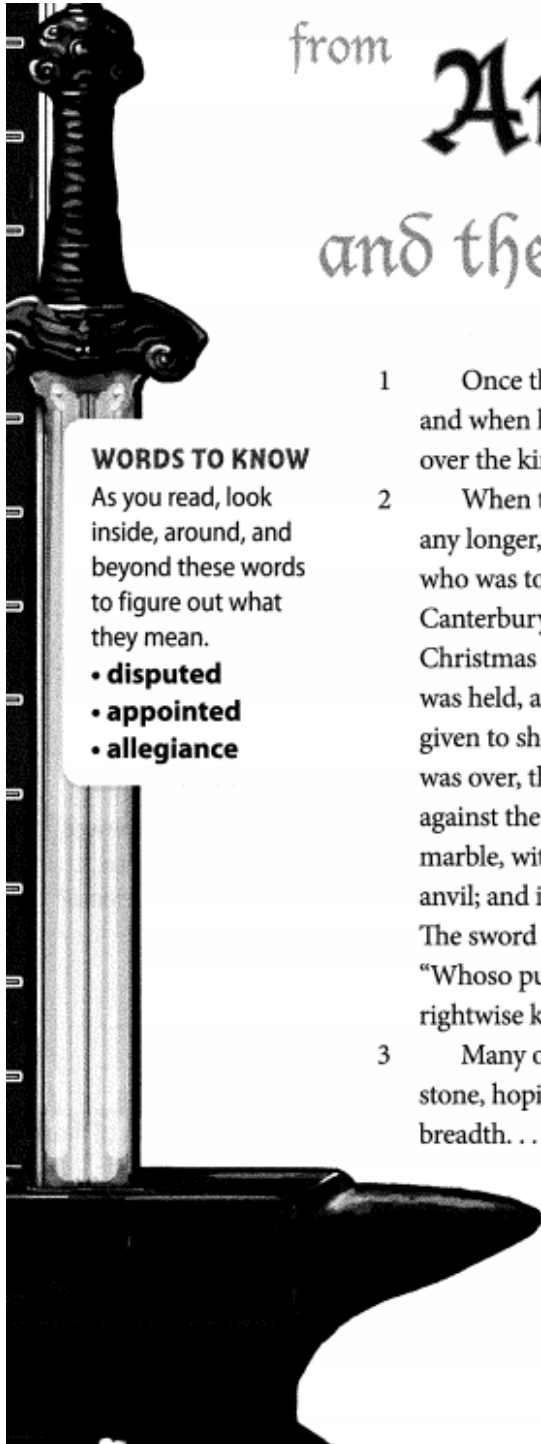 from
Ar
and the
WORDS TO KNOW
As you read, look
inside, around, and
beyond these words
to figure out what
they mean.
• disputed
• appointed
• allegiance
1 Once th
and when h
over the kin
2 When t
any longer,
who was to
Canterbury
Christmas
was held, a
given to sh
was over, th
against the
marble, wit
anvil; and i
The sword
“Whoso pu
rightwise k
3 Many o
stone, hopi
breadth. . .